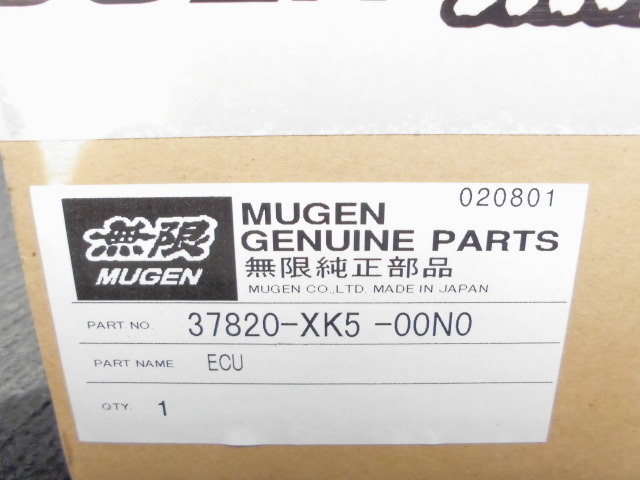 020801
無限
MUGEN
MUGEN
GENUINE PARTS
無限純正部品
MUGEN CO.,LTD. MADE IN JAPAN
PART NO. 37820-XK5 -00N0
PART NAME ECU
QTY. 1